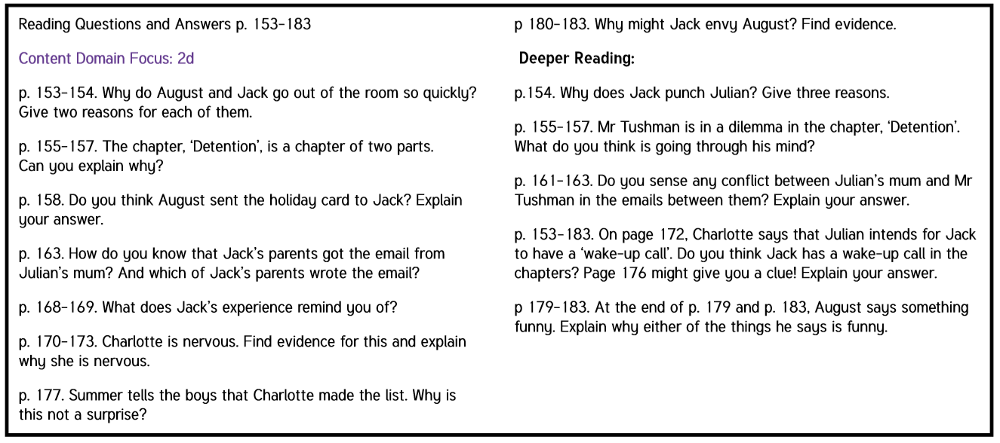 Reading Questions and Answers p. 153-183
Content Domain Focus: 2d
p. 153-154. Why do August and Jack go out of the room so quickly?
Give two reasons for each of them.
p. 155-157. The chapter, ‘Detention’, is a chapter of two parts.
Can you explain why?
p. 158. Do you think August sent the holiday card to Jack? Explain
your answer.
p. 163. How do you know that Jack’s parents got the email from
Julian’s mum? And which of Jack’s parents wrote the email?
p. 168-169. What does Jack’s experience remind you of?
p. 170-173. Charlotte is nervous. Find evidence for this and explain
why she is nervous.
p. 177. Summer tells the boys that Charlotte made the list. Why is
this not a surprise?
p 180-183. Why might Jack envy August? Find evidence.
Deeper Reading:
p.154. Why does Jack punch Julian? Give three reasons.
p. 155-157. Mr Tushman is in a dilemma in the chapter, ‘Detention’.
What do you think is going through his mind?
p. 161-163. Do you sense any conflict between Julian’s mum and Mr
Tushman in the emails between them? Explain your answer.
p. 153-183. On page 172, Charlotte says that Julian intends for Jack
to have a ‘wake-up call’. Do you think Jack has a wake-up call in the
chapters? Page 176 might give you a clue! Explain your answer.
p 179-183. At the end of p. 179 and p. 183, August says something
funny. Explain why either of the things he says is funny.